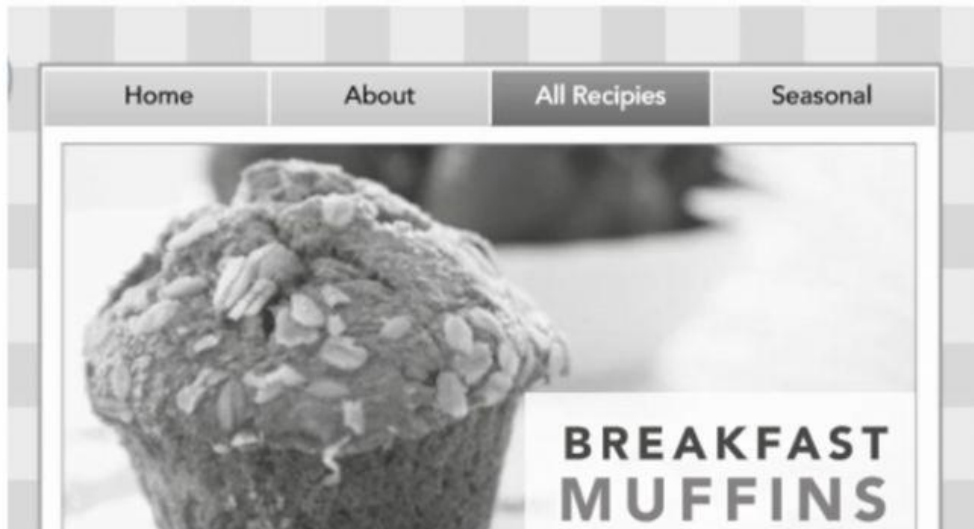 Home
About
All Recipies
Seasonal
BREAKFAST
MUFFINS